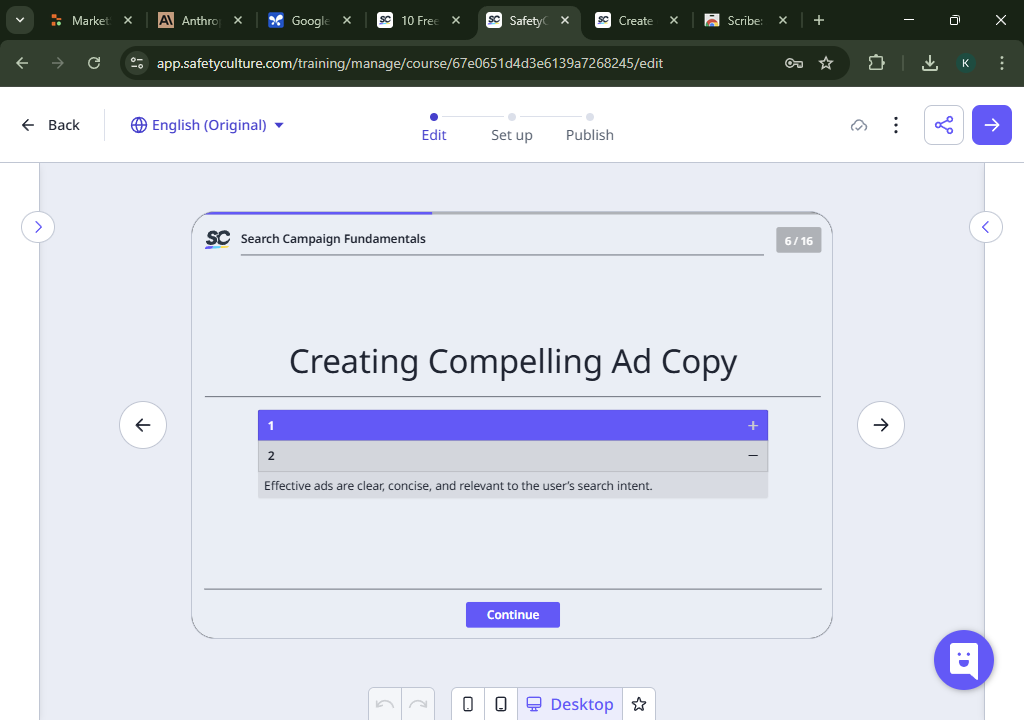 Market
Anthrop
Google
10 Free
SafetyC
Create
Scribe:
app.safetyculture.com/training/manage/course/67e0651d4d3e6139a7268245/edit
K
Back
English (Original)
Edit
Set up
Publish
SC
Search Campaign Fundamentals
6 / 16
Creating Compelling Ad Copy
1
2
Effective ads are clear, concise, and relevant to the user's search intent.
Continue
Desktop